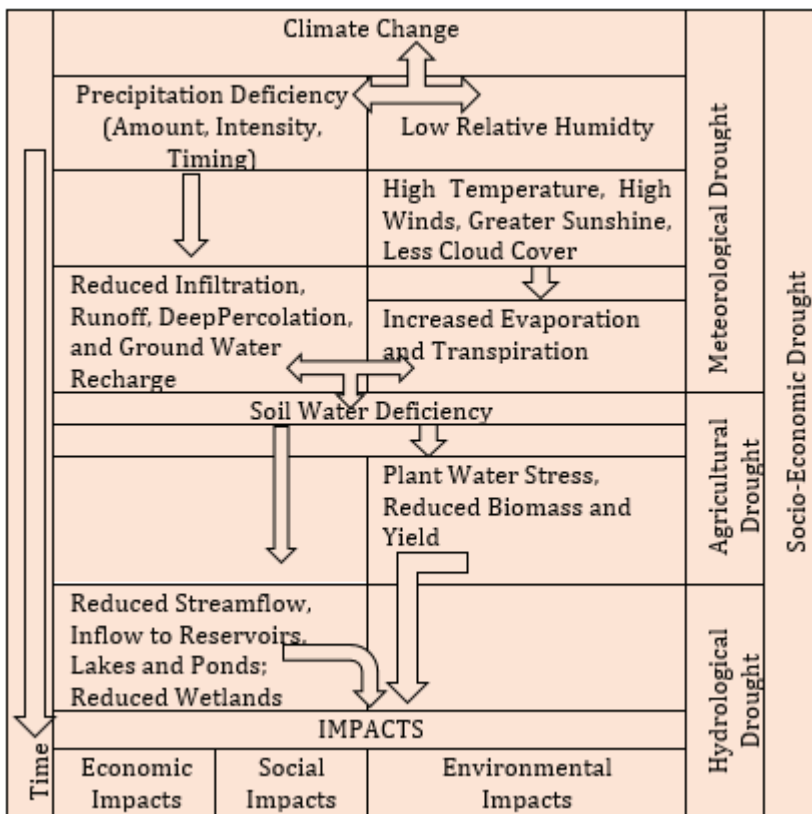 Climate Change
Precipitation Deficiency
(Amount, Intensity,
Timing)
Low Relative Humidty
High Temperature, High
Winds, Greater Sunshine,
Less Cloud Cover
Reduced Infiltration,
Runoff, DeepPercolation,
and Ground Water
Recharge
Increased Evaporation
and Transpiration
Soil Water Deficiency
Plant Water Stress,
Reduced Biomass and
Yield
Reduced Streamflow,
Inflow to Reservoirs,
Lakes and Ponds;
Reduced Wetlands
IMPACTS
Economic
Impacts
Social
Impacts
Environmental
Impacts
Time
Meteorological Drought
Agricultural
Drought
Hydrological
Drought
Socio-Economic Drought